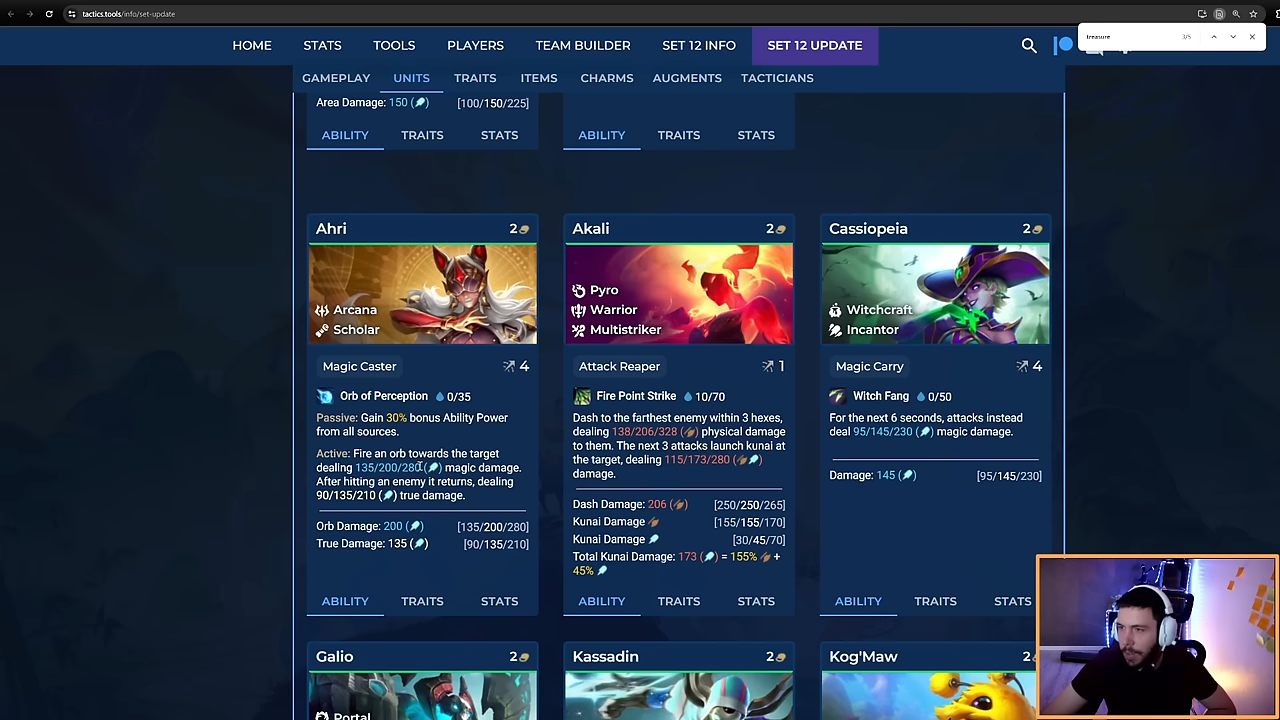 tactics.tools/info/set-update
treasure
3/5
HOME STATS TOOLS PLAYERS TEAM BUILDER SET 12 INFO SET 12 UPDATE
GAMEPLAY UNITS TRAITS ITEMS CHARMS AUGMENTS TACTICIANS
Area Damage: 150 ( ) [100/150/225]
ABILITY TRAITS STATS
ABILITY TRAITS STATS
Ahri 2
Arcana
Scholar
Magic Caster 4
Orb of Perception 0/35
Passive: Gain 30% bonus Ability Power
from all sources.
Active: Fire an orb towards the target
dealing 135/200/280 ( ) magic damage.
After hitting an enemy it returns, dealing
90/135/210 ( ) true damage.
Orb Damage: 200 ( ) [135/200/280]
True Damage: 135 ( ) [90/135/210]
ABILITY TRAITS STATS
Akali 2
Pyro
Warrior
Multistriker
Attack Reaper 1
Fire Point Strike 10/70
Dash to the farthest enemy within 3 hexes,
dealing 138/206/328 ( ) physical damage
to them. The next 3 attacks launch kunai at
the target, dealing 115/173/280 ( )
damage.
Dash Damage: 206 ( ) [250/250/265]
Kunai Damage [155/155/170]
Kunai Damage [30/45/70]
Total Kunai Damage: 173 ( ) = 155% +
45%
ABILITY TRAITS STATS
Cassiopeia 2
Witchcraft
Incantor
Magic Carry 4
Witch Fang 0/50
For the next 6 seconds, attacks instead
deal 95/145/230 ( ) magic damage.
Damage: 145 ( ) [95/145/230]
ABILITY TRAITS STATS
Galio 2
Portal
Kassadin 2
Kog'Maw 2